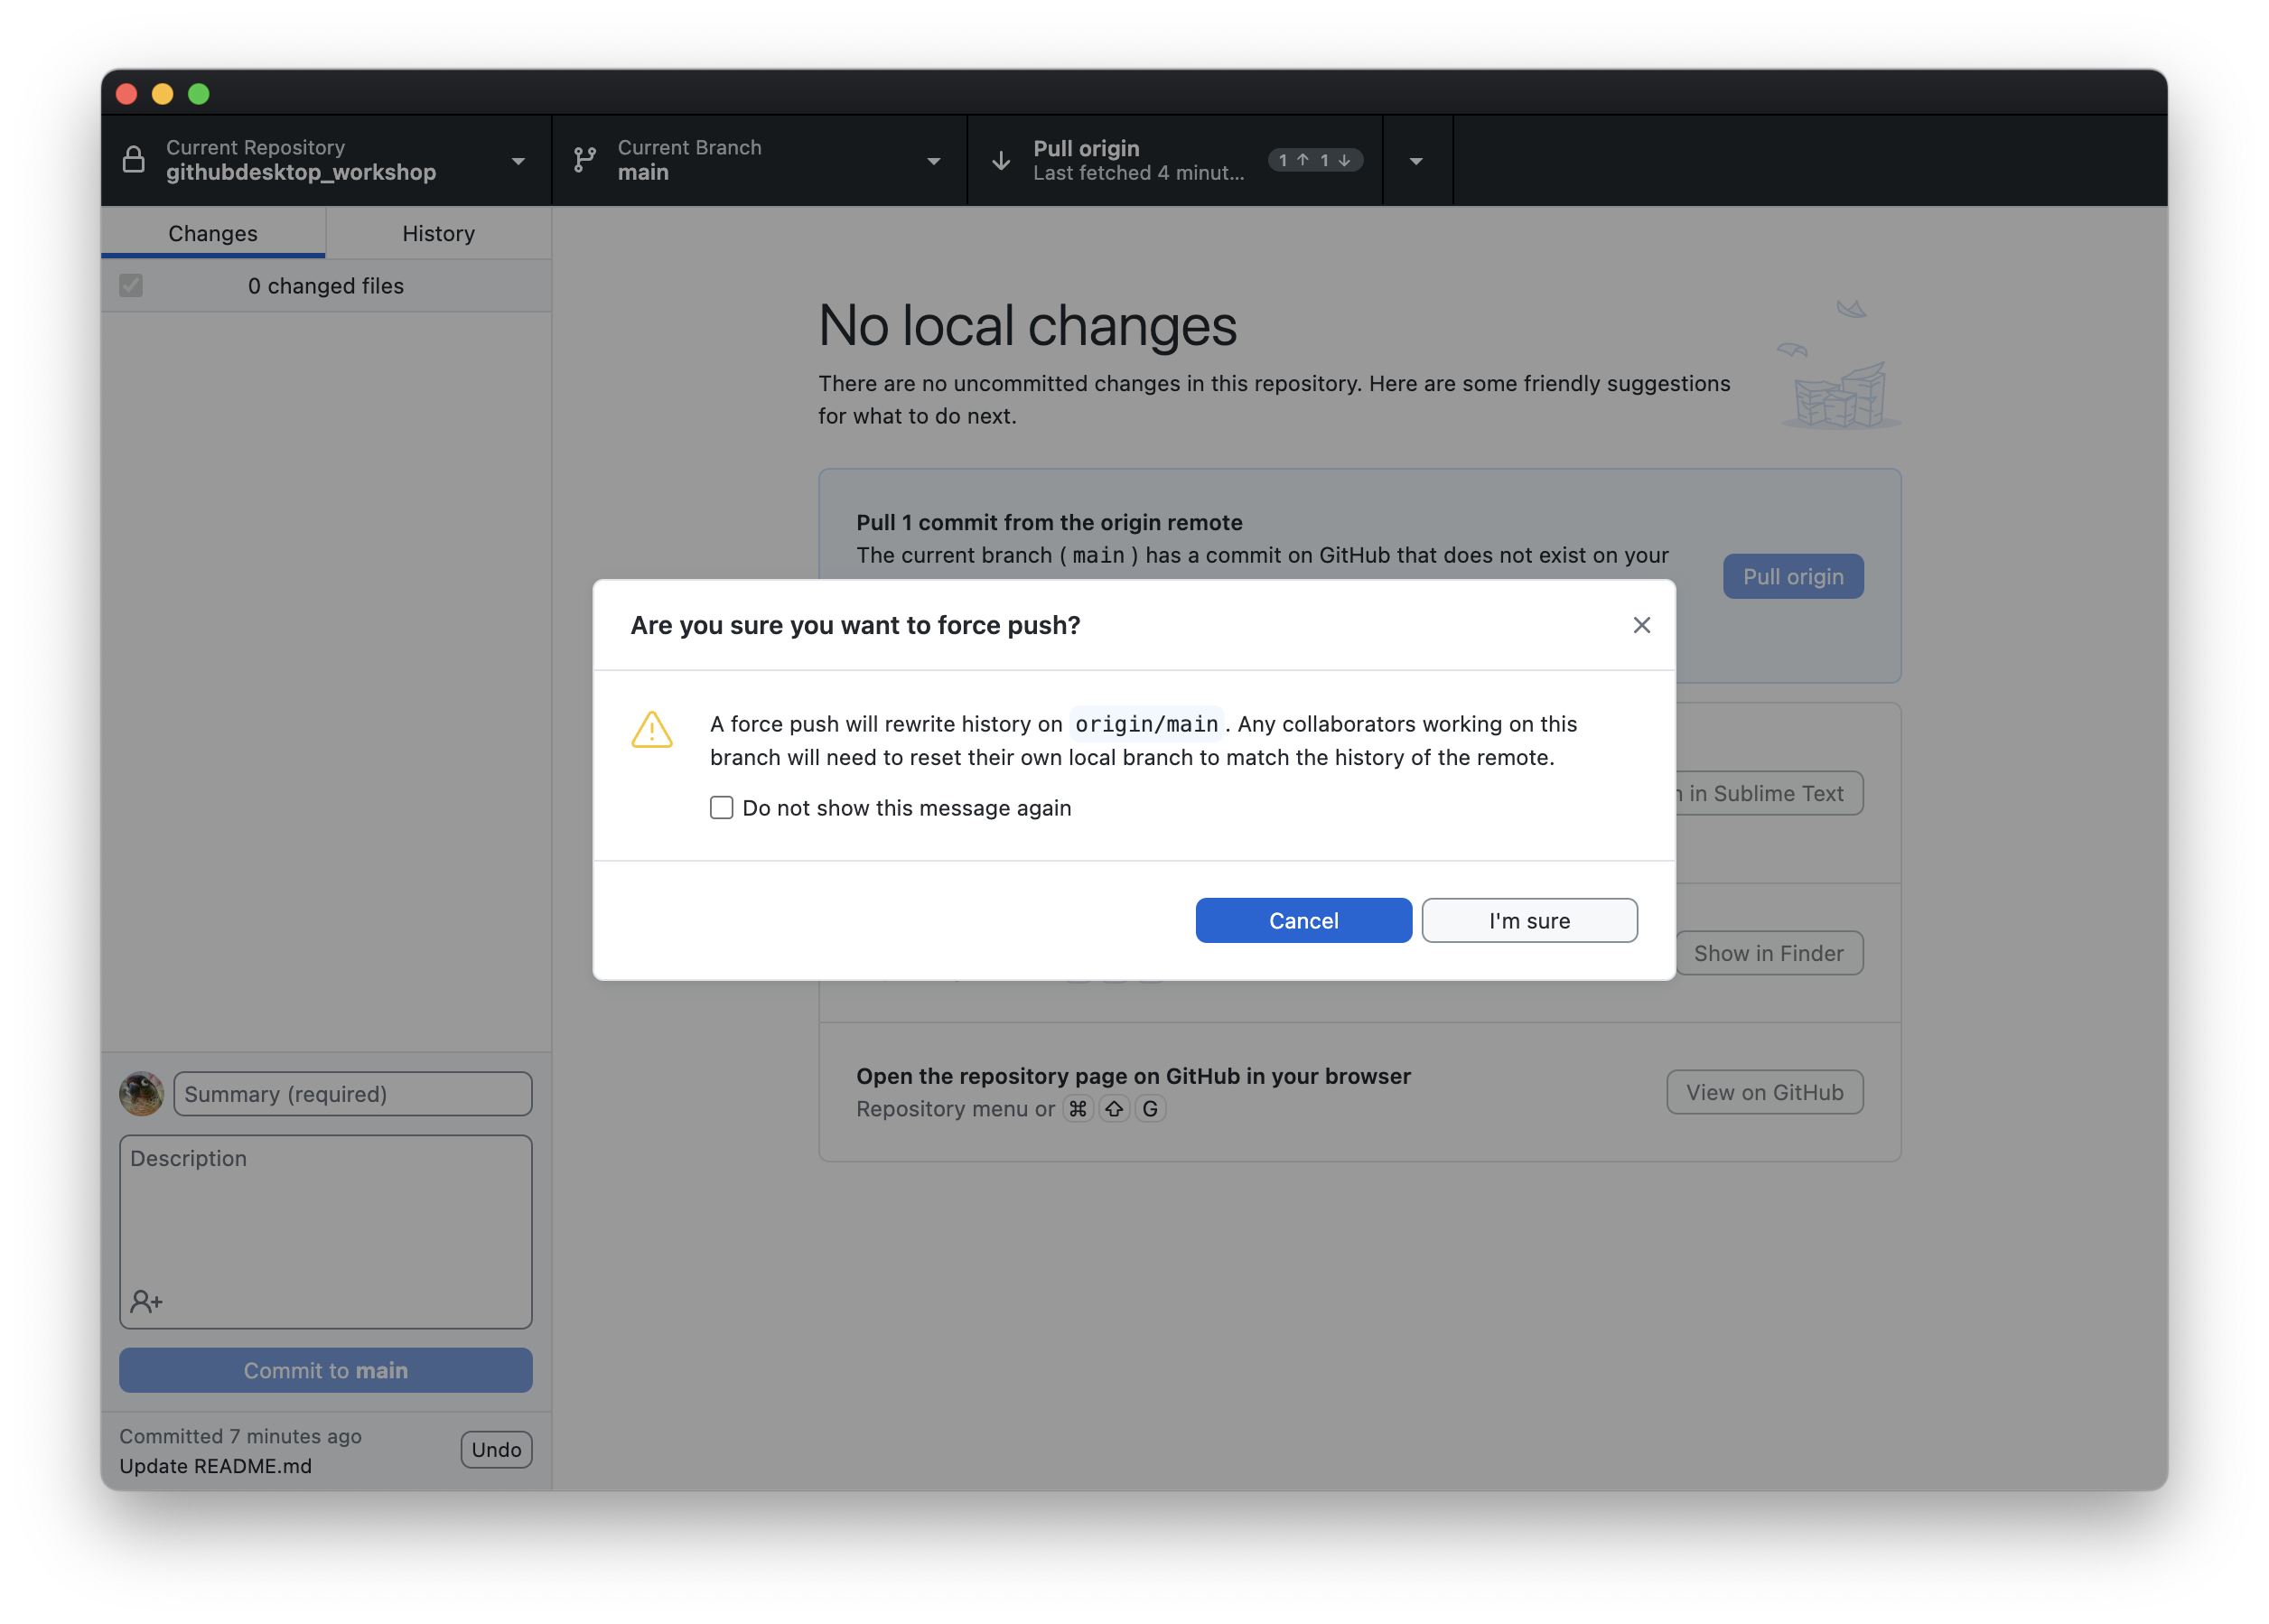 Current Repository
githubdesktop_workshop
Current Branch
main
Pull origin
Last fetched 4 minut...
1 ↑ 1 ↓
Changes
History
0 changed files
No local changes
There are no uncommitted changes in this repository. Here are some friendly suggestions
for what to do next.
Pull 1 commit from the origin remote
The current branch ( main ) has a commit on GitHub that does not exist on your
Pull origin
Are you sure you want to force push?
A force push will rewrite history on origin/main . Any collaborators working on this
branch will need to reset their own local branch to match the history of the remote.
Do not show this message again
Cancel
I'm sure
in Sublime Text
Show in Finder
Open the repository page on GitHub in your browser
Repository menu or ⌘ ⇧ G
View on GitHub
Summary (required)
Description
Commit to main
Committed 7 minutes ago
Update README.md
Undo